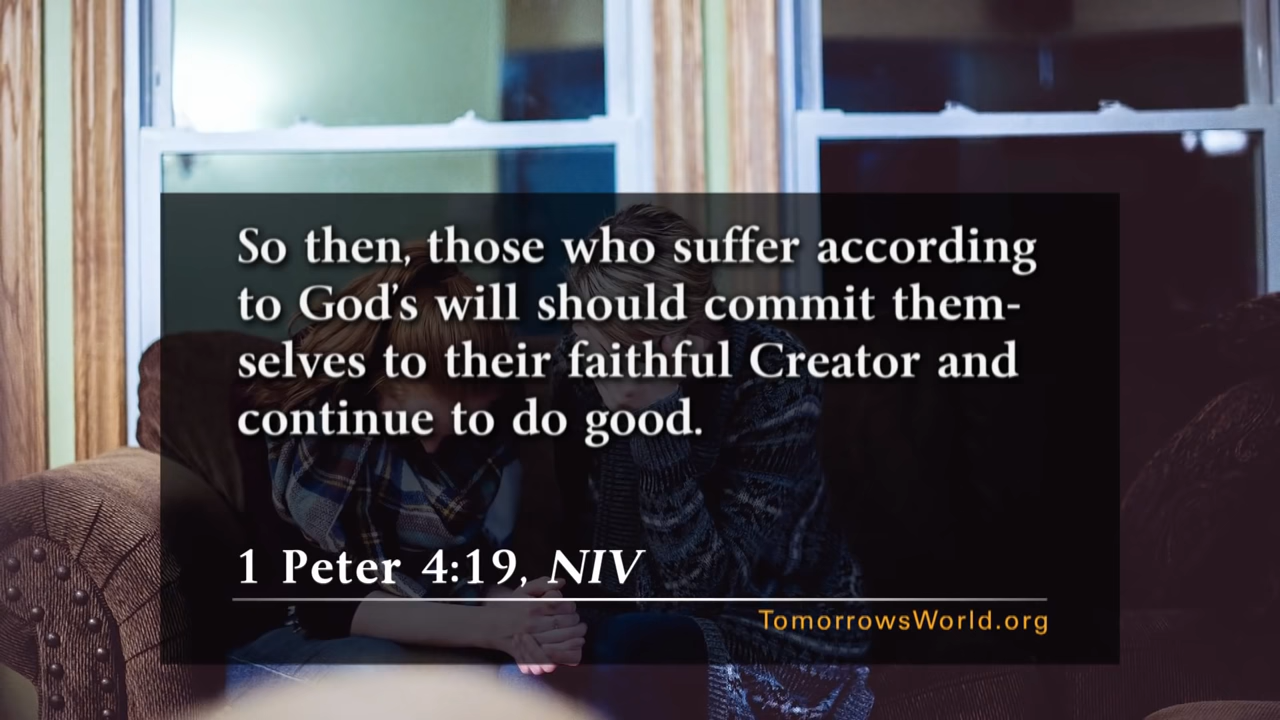 So then, those who suffer according
to God's will should commit them-
selves to their faithful Creator and
continue to do good.
1 Peter 4:19, NIV
TomorrowsWorld.org